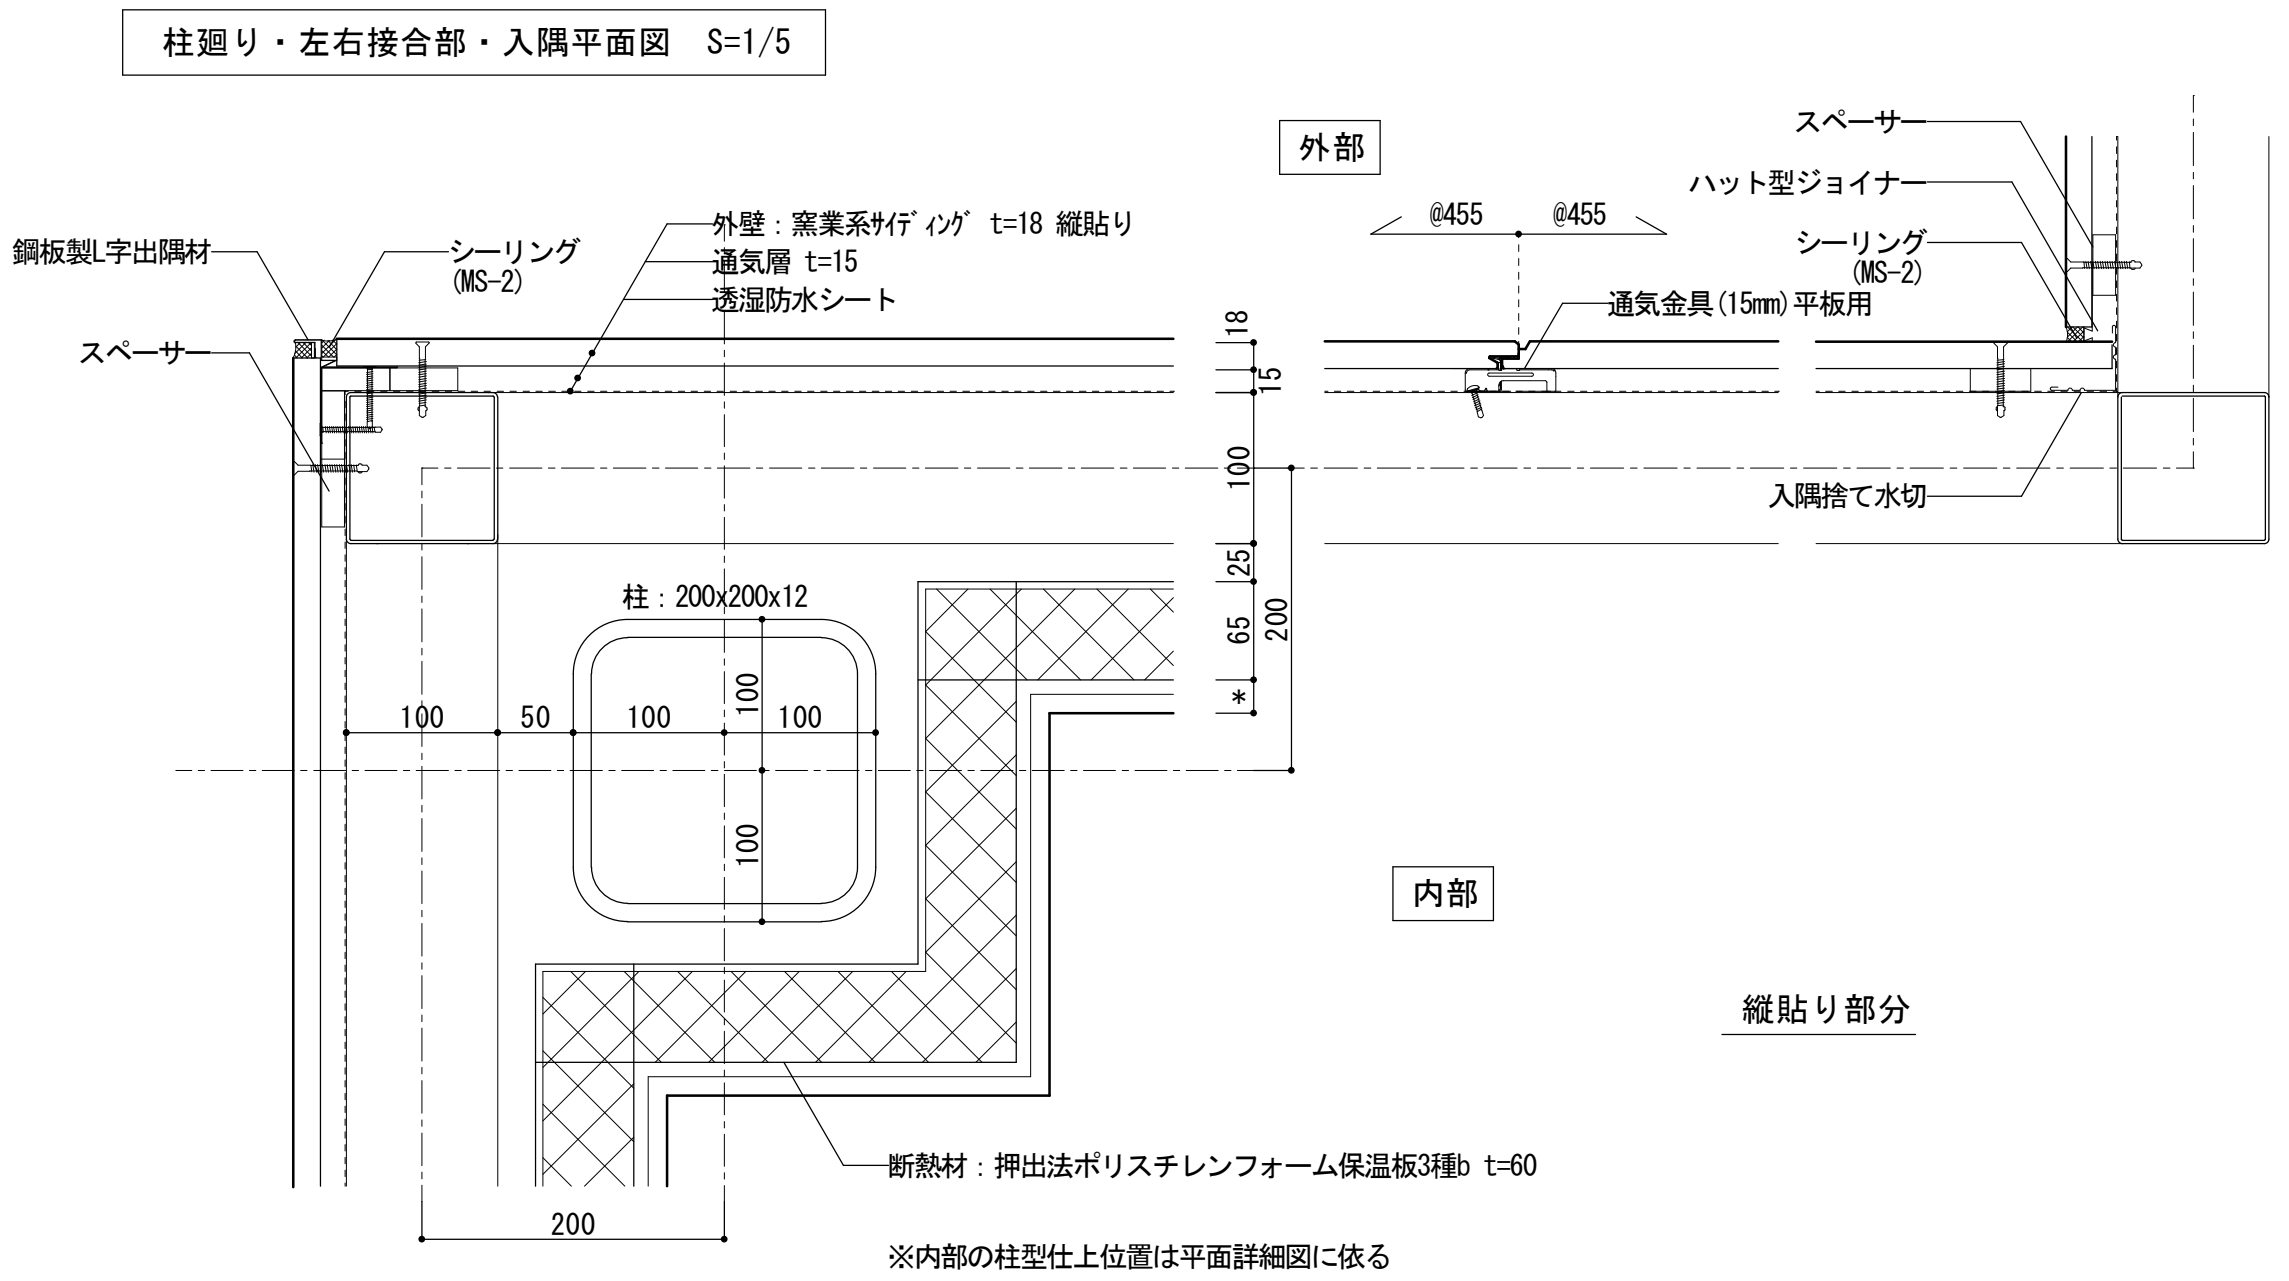 柱廻り・左右接合部・入隅平面図　S=1/5
外部
スペーサー
ハット型ジョイナー
シーリング
(MS-2)
@455
@455
通気金具(15mm)平板用
外壁：窯業系ｻｲﾃﾞｨﾝｸﾞ t=18 縦貼り
通気層 t=15
透湿防水シート
鋼板製L字出隅材
シーリング
(MS-2)
スペーサー
18
15
100
25
65
*
200
入隅捨て水切
柱：200x200x12
100
50
100
100
100
100
内部
縦貼り部分
断熱材：押出法ポリスチレンフォーム保温板3種b t=60
200
※内部の柱型仕上位置は平面詳細図に依る